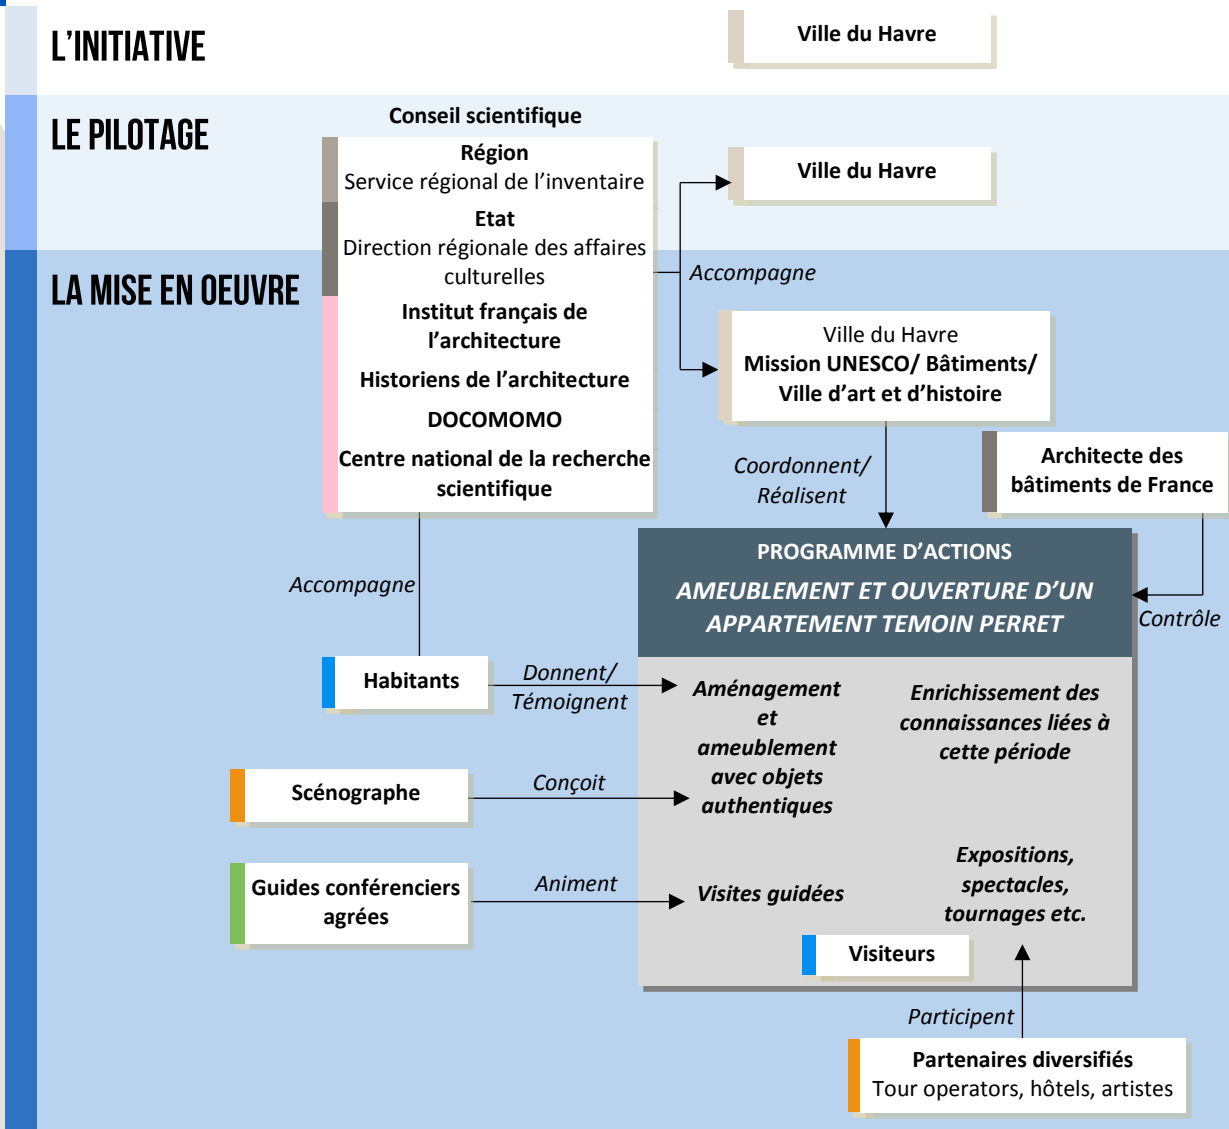 L'INITIATIVE
Ville du Havre
LE PILOTAGE
Conseil scientifique
Région
Service régional de l'inventaire
Ville du Havre
Etat
Direction régionale des affaires
culturelles
Accompagne
LA MISE EN OEUVRE
Institut français de
l'architecture
Historiens de l'architecture
DOCOMOMO
Centre national de la recherche
scientifique
Ville du Havre
Mission UNESCO/ Bâtiments/
Ville d'art et d'histoire
Coordonnent/
Réalisent
Architecte des
bâtiments de France
Accompagne
PROGRAMME D'ACTIONS
AMEUBLEMENT ET OUVERTURE D'UN
APPARTEMENT TEMOIN PERRET
Contrôle
Habitants
Donnent/
Témoignent
Aménagement
et
ameublement
avec objets
authentiques
Enrichissement des
connaissances liées à
cette période
Scénographe
Conçoit
Guides conférenciers
agrées
Animent
Visites guidées
Expositions,
spectacles,
tournages etc.
Visiteurs
Participent
Partenaires diversifiés
Tour operators, hôtels, artistes